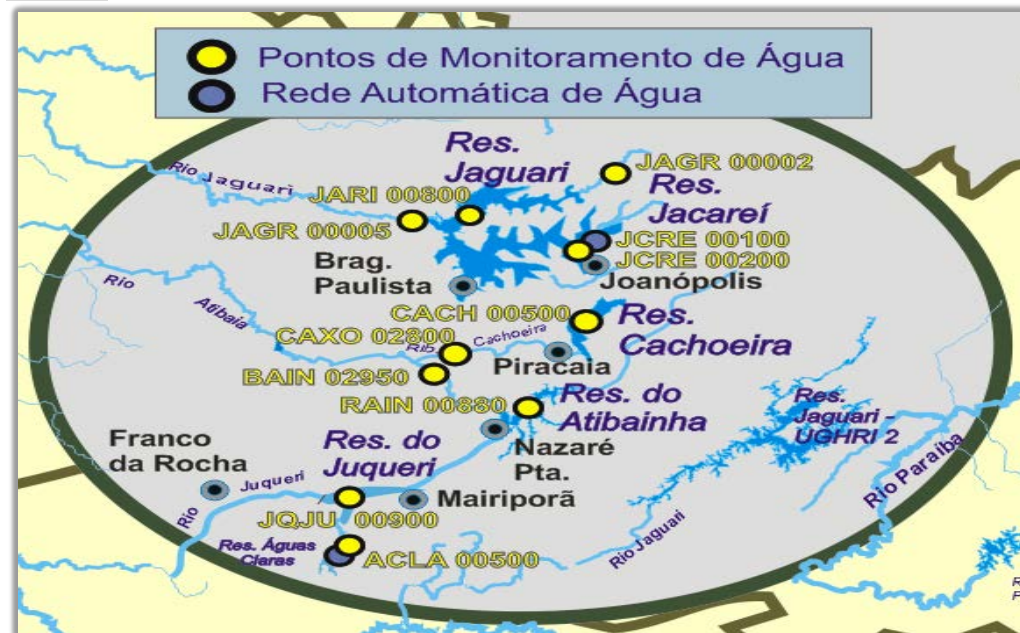 Pontos de Monitoramento de Água
Rede Automática de Água
Res.
Jaguari
JAGR 00002
Rio Jaguari
JARI 00800
Res.
Jacareí
JAGR 00005
JCRE 00100
JCRE 00200
Brag.
Paulista
Joanópolis
Rio
Atibaia
CACH 00500
Res.
Cachoeira
CAXO 02800
Rib. Cachoeira
Piracaia
BAIN 02950
RAIN 00880
Res. do
Atibainha
Res.
Jaguari -
UGHRI 2
Franco
da Rocha
Res. do
Juqueri
Nazaré
Pta.
Rio Paraíba
Rio Juqueri
Mairiporã
JQJU 00900
Rio Jaguari
Res. Águas
Claras
ACLA 00500